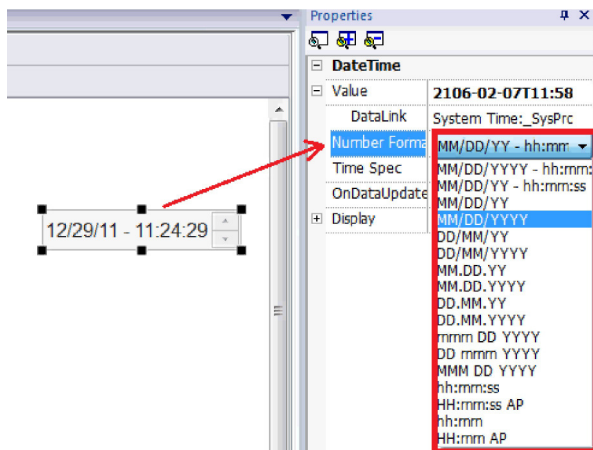 Properties
DateTime
Value 2106-02-07T11:58
DataLink System Time:_SysPrc
Number Forma MM/DD/YY - hh:mm
Time Spec MM/DD/YYYY - hh:mm:
MM/DD/YY - hh:mm:ss
OnDataUpdate MM/DD/YY
Display MM/DD/YYYY
DD/MM/YY
DD/MM/YYYY
MM.DD.YY
MM.DD.YYYY
DD.MM.YY
DD.MM.YYYY
mmm DD YYYY
DD mmm YYYY
MMM DD YYYY
hh:mm:ss
HH:mm:ss AP
hh:mm
HH:mm AP
12/29/11 - 11:24:29